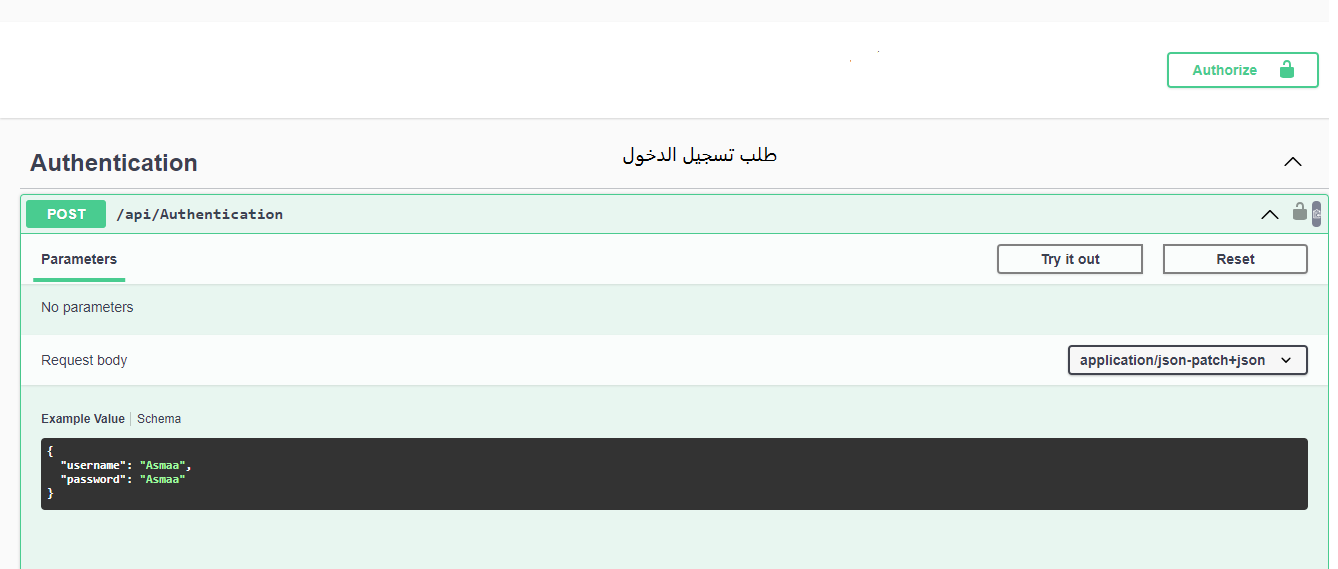 Authorize
Authentication
طلب تسجيل الدخول
POST /api/Authentication
Parameters
Try it out
Reset
No parameters
Request body
application/json-patch+json
Example Value
Schema
{
"username": "Asmaa",
"password": "Asmaa"
}